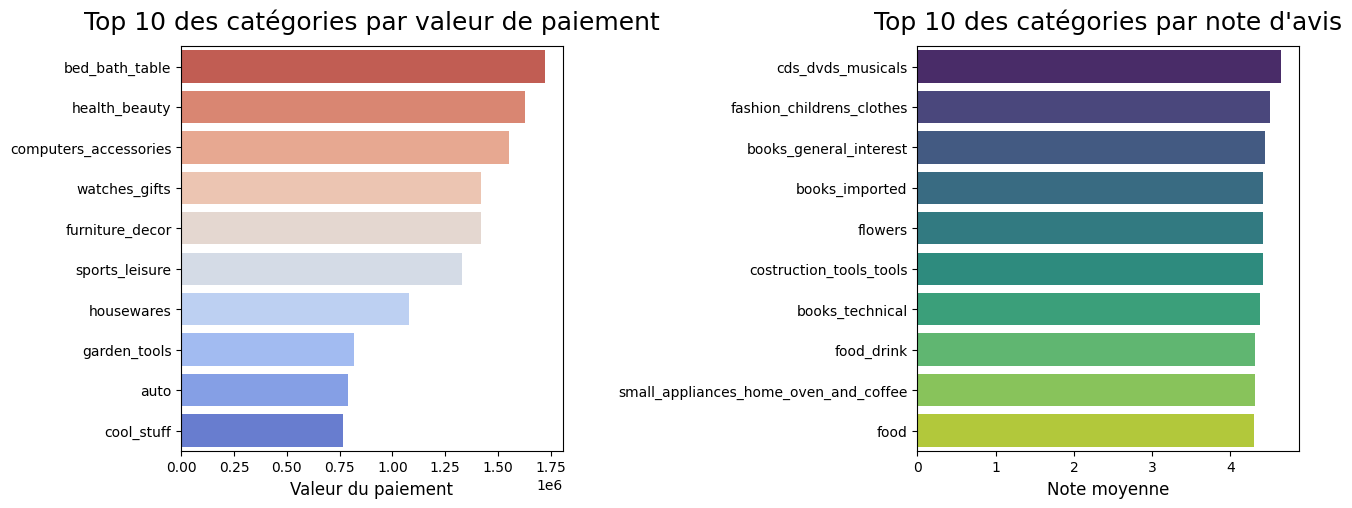 Top 10 des catégories par valeur de paiement
bed_bath_table
health_beauty
computers_accessories
watches_gifts
furniture_decor
sports_leisure
housewares
garden_tools
auto
cool_stuff
0.00 0.25 0.50 0.75 1.00 1.25 1.50 1.75
1e6
Valeur du paiement
Top 10 des catégories par note d'avis
cds_dvds_musicals
fashion_childrens_clothes
books_general_interest
books_imported
flowers
costruction_tools_tools
books_technical
food_drink
small_appliances_home_oven_and_coffee
food
0 1 2 3 4
Note moyenne